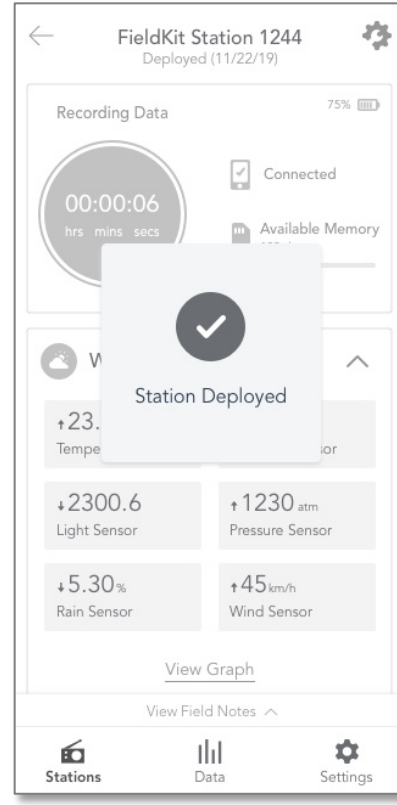 FieldKit Station 1244
Deployed (11/22/19)
Recording Data
75%
00:00:06
hrs mins secs
Connected
Available Memory
Station Deployed
↑23.
Tempe
sor
↓2300.6
Light Sensor
↑1230 atm
Pressure Sensor
↓5.30%
Rain Sensor
↑45 km/h
Wind Sensor
View Graph
View Field Notes
Stations
Data
Settings